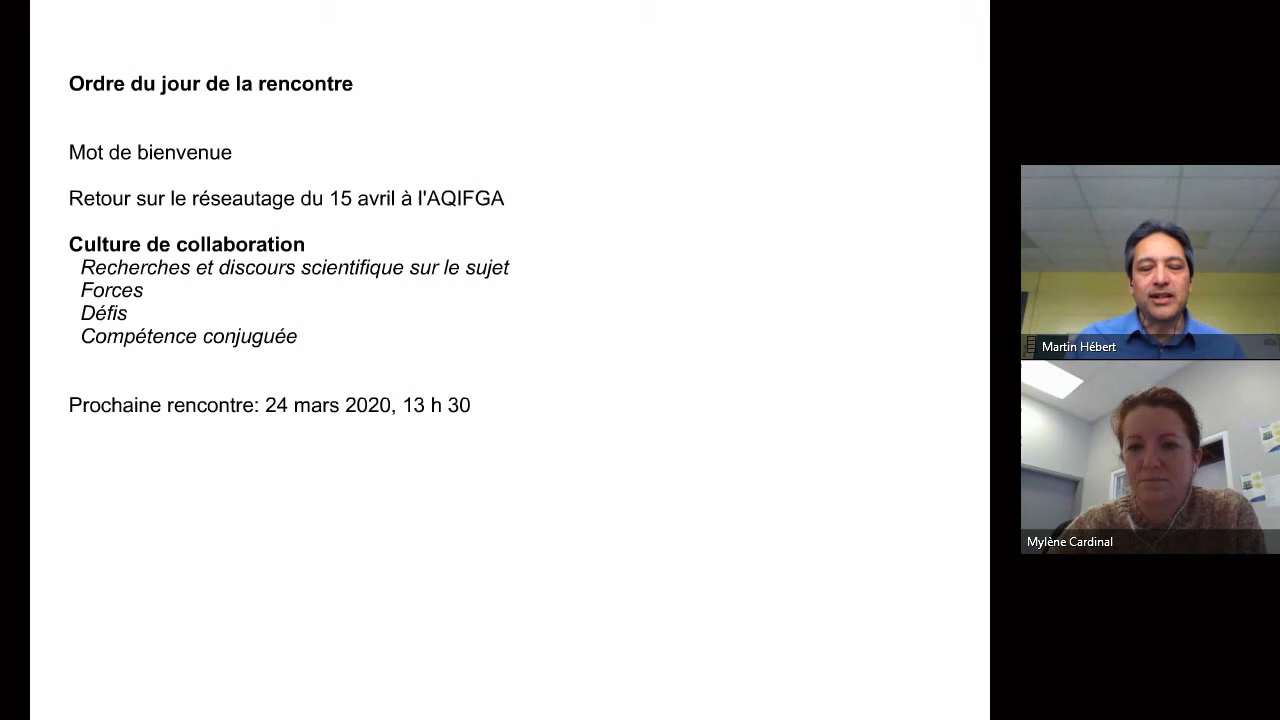 Ordre du jour de la rencontre
Mot de bienvenue
Retour sur le réseautage du 15 avril à l'AQIFGA
Culture de collaboration
Recherches et discours scientifique sur le sujet
Forces
Défis
Compétence conjuguée
Prochaine rencontre: 24 mars 2020, 13 h 30
Martin Hébert
Mylène Cardinal